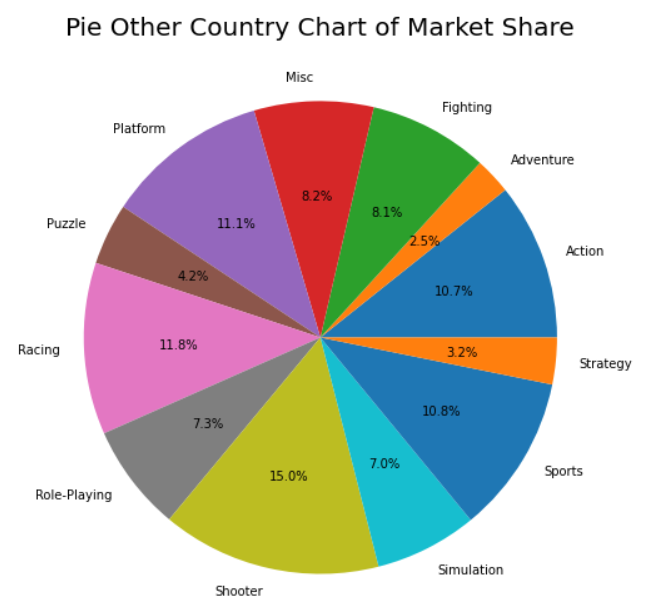 Pie Other Country Chart of Market Share
Misc
Fighting
Platform
Adventure
8.2%
8.1%
Puzzle
11.1%
2.5%
Action
4.2%
10.7%
Racing
11.8%
3.2%
Strategy
7.3%
10.8%
15.0%
7.0%
Sports
Role-Playing
Simulation
Shooter